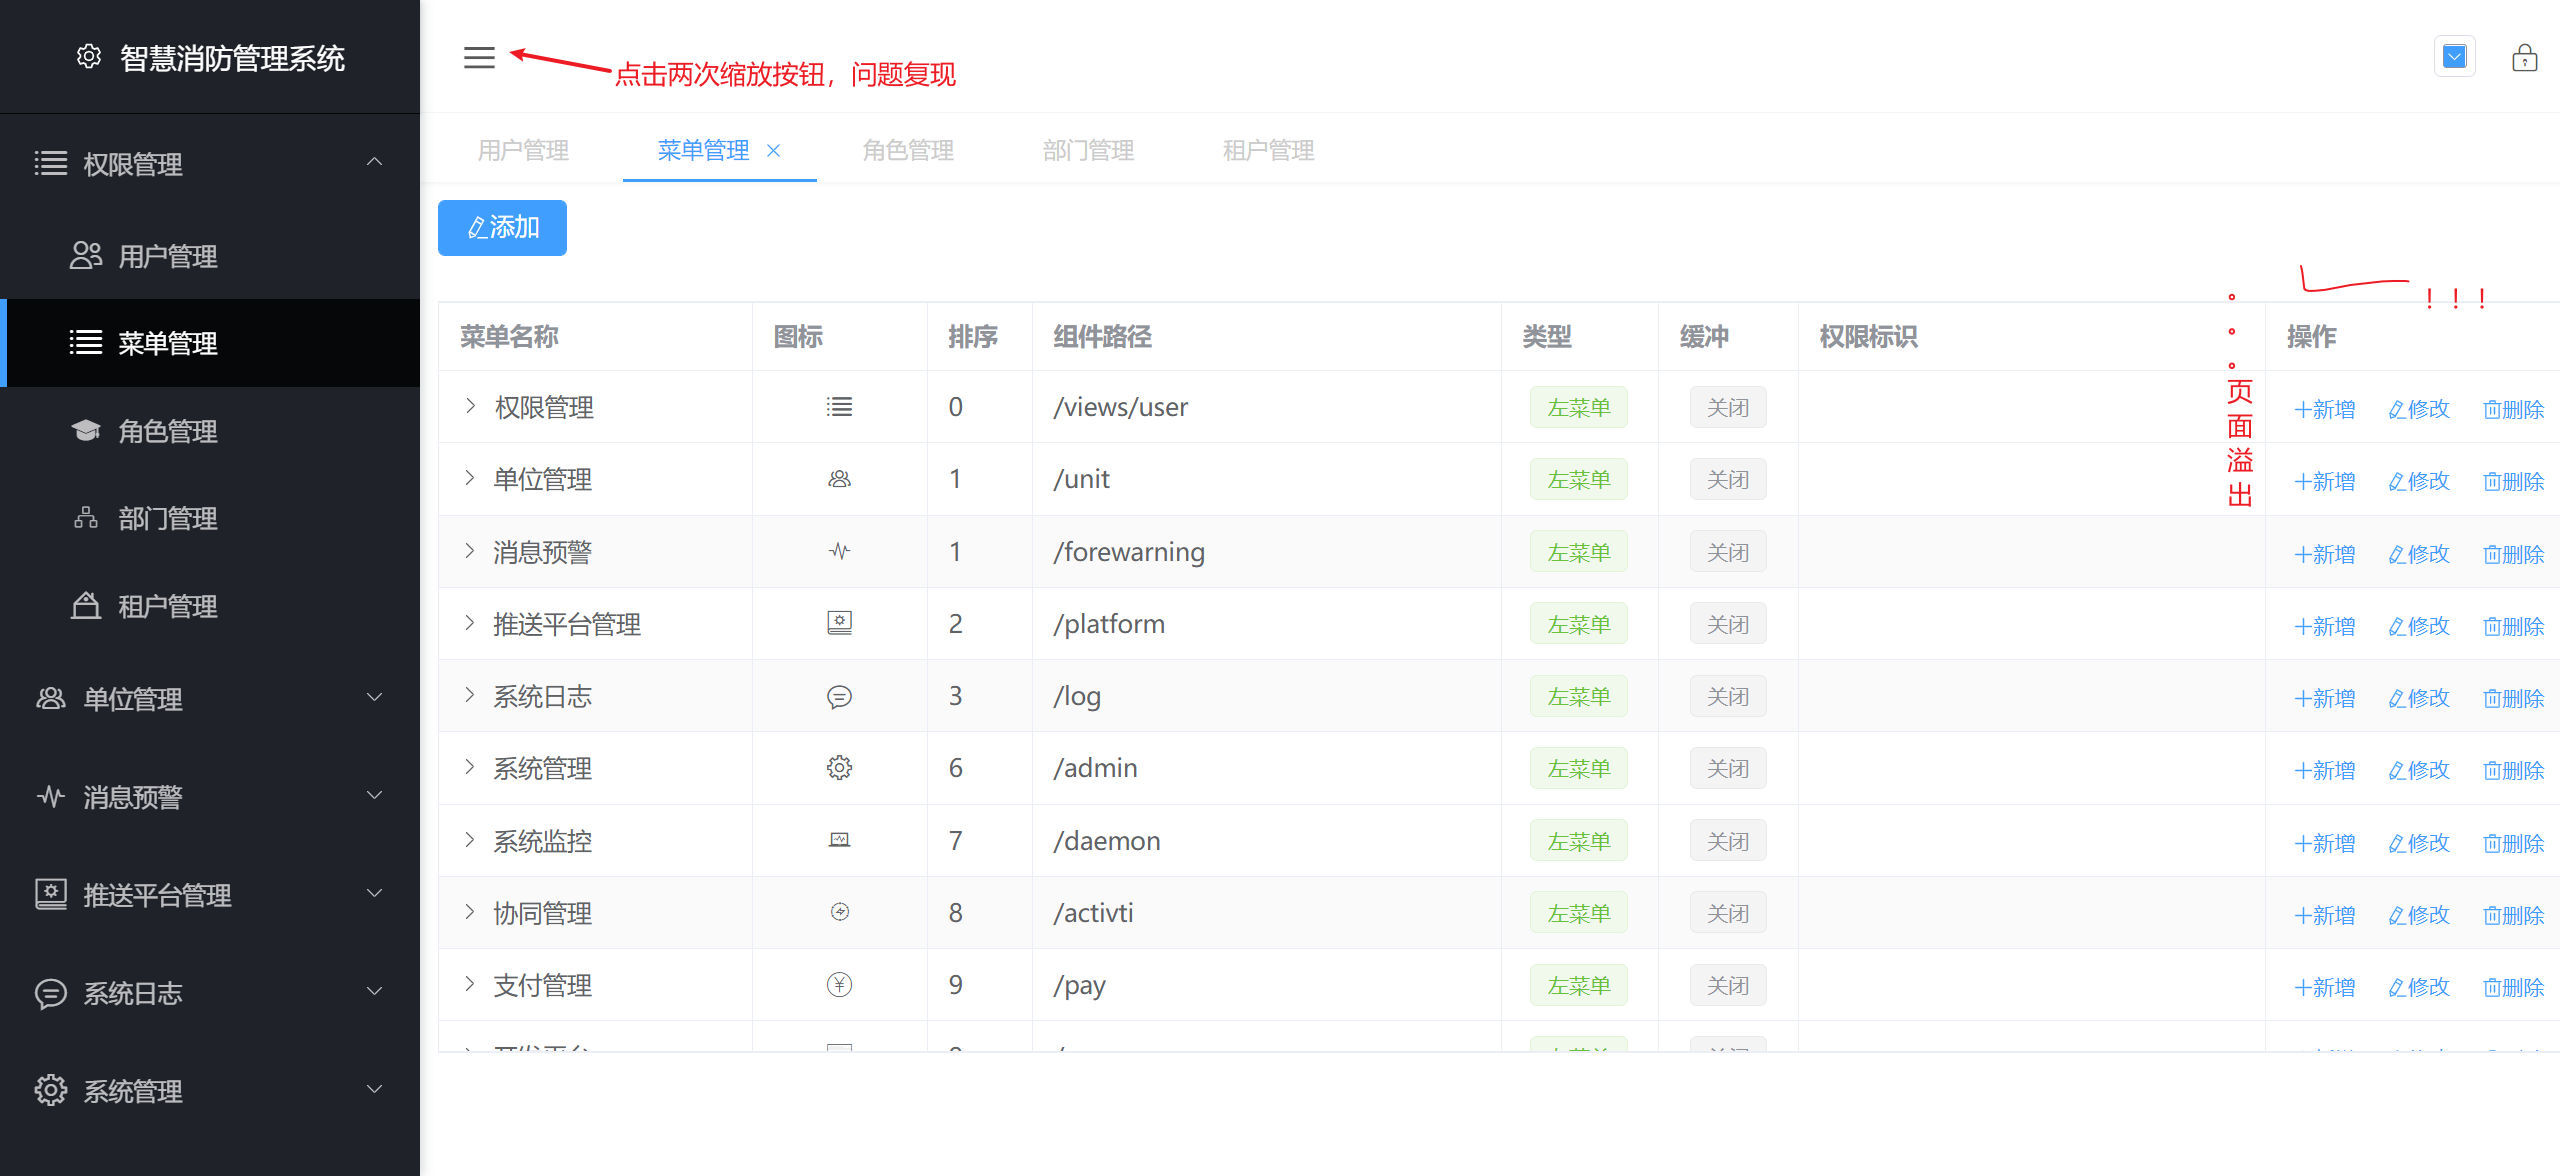 智慧消防管理系统
点击两次缩放按钮，问题复现
权限管理
用户管理
菜单管理
角色管理
部门管理
租户管理
单位管理
消息预警
推送平台管理
系统日志
系统管理
用户管理 菜单管理 角色管理 部门管理 租户管理
添加
！！！
。。。页面溢出
菜单名称 图标 排序 组件路径 类型 缓冲 权限标识 操作
权限管理 0 /views/user 左菜单 关闭 新增 修改 删除
单位管理 1 /unit 左菜单 关闭 新增 修改 删除
消息预警 1 /forewarning 左菜单 关闭 新增 修改 删除
推送平台管理 2 /platform 左菜单 关闭 新增 修改 删除
系统日志 3 /log 左菜单 关闭 新增 修改 删除
系统管理 6 /admin 左菜单 关闭 新增 修改 删除
系统监控 7 /daemon 左菜单 关闭 新增 修改 删除
协同管理 8 /activti 左菜单 关闭 新增 修改 删除
支付管理 9 /pay 左菜单 关闭 新增 修改 删除